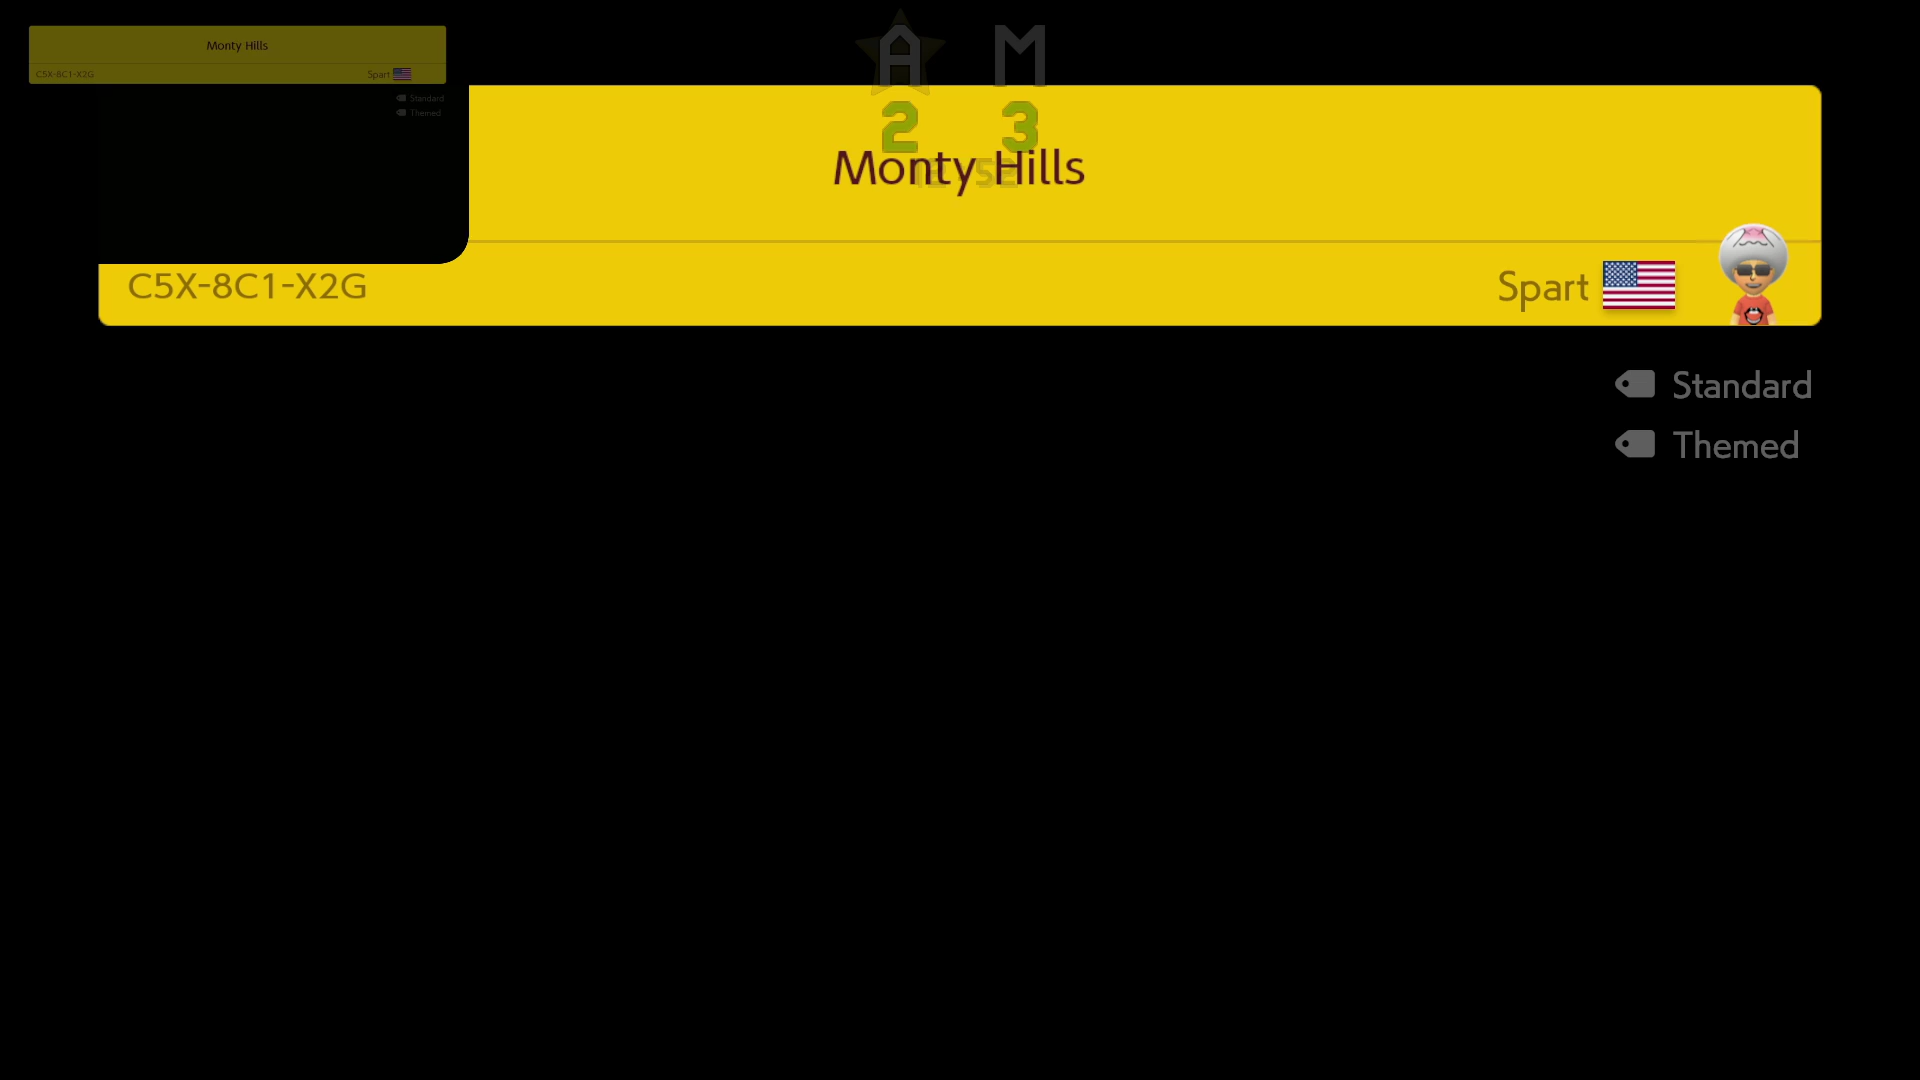 Monty Hills
C5X-8C1-X2G
Spart
Standard
Themed
A M
2 3
Monty Hills
C5X-8C1-X2G
Spart
Standard
Themed